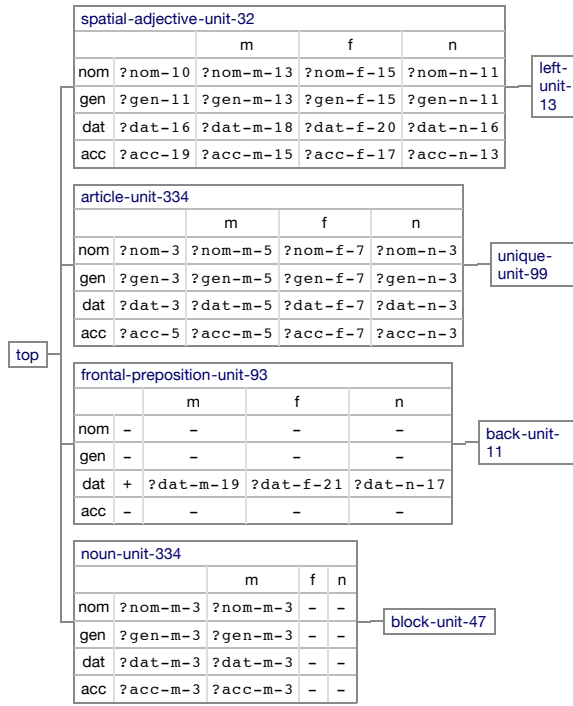 spatial-adjective-unit-32
m f n
nom ?nom-10 ?nom-m-13 ?nom-f-15 ?nom-n-11
gen ?gen-11 ?gen-m-13 ?gen-f-15 ?gen-n-11
dat ?dat-16 ?dat-m-18 ?dat-f-20 ?dat-n-16
acc ?acc-19 ?acc-m-15 ?acc-f-17 ?acc-n-13
left-
unit-
13
article-unit-334
m f n
nom ?nom-3 ?nom-m-5 ?nom-f-7 ?nom-n-3
gen ?gen-3 ?gen-m-5 ?gen-f-7 ?gen-n-3
dat ?dat-3 ?dat-m-5 ?dat-f-7 ?dat-n-3
acc ?acc-5 ?acc-m-5 ?acc-f-7 ?acc-n-3
unique-
unit-99
top
frontal-preposition-unit-93
m f n
nom – – – –
gen – – – –
dat + ?dat-m-19 ?dat-f-21 ?dat-n-17
acc – – – –
back-unit-
11
noun-unit-334
m f n
nom ?nom-m-3 ?nom-m-3 – –
gen ?gen-m-3 ?gen-m-3 – –
dat ?dat-m-3 ?dat-m-3 – –
acc ?acc-m-3 ?acc-m-3 – –
block-unit-47